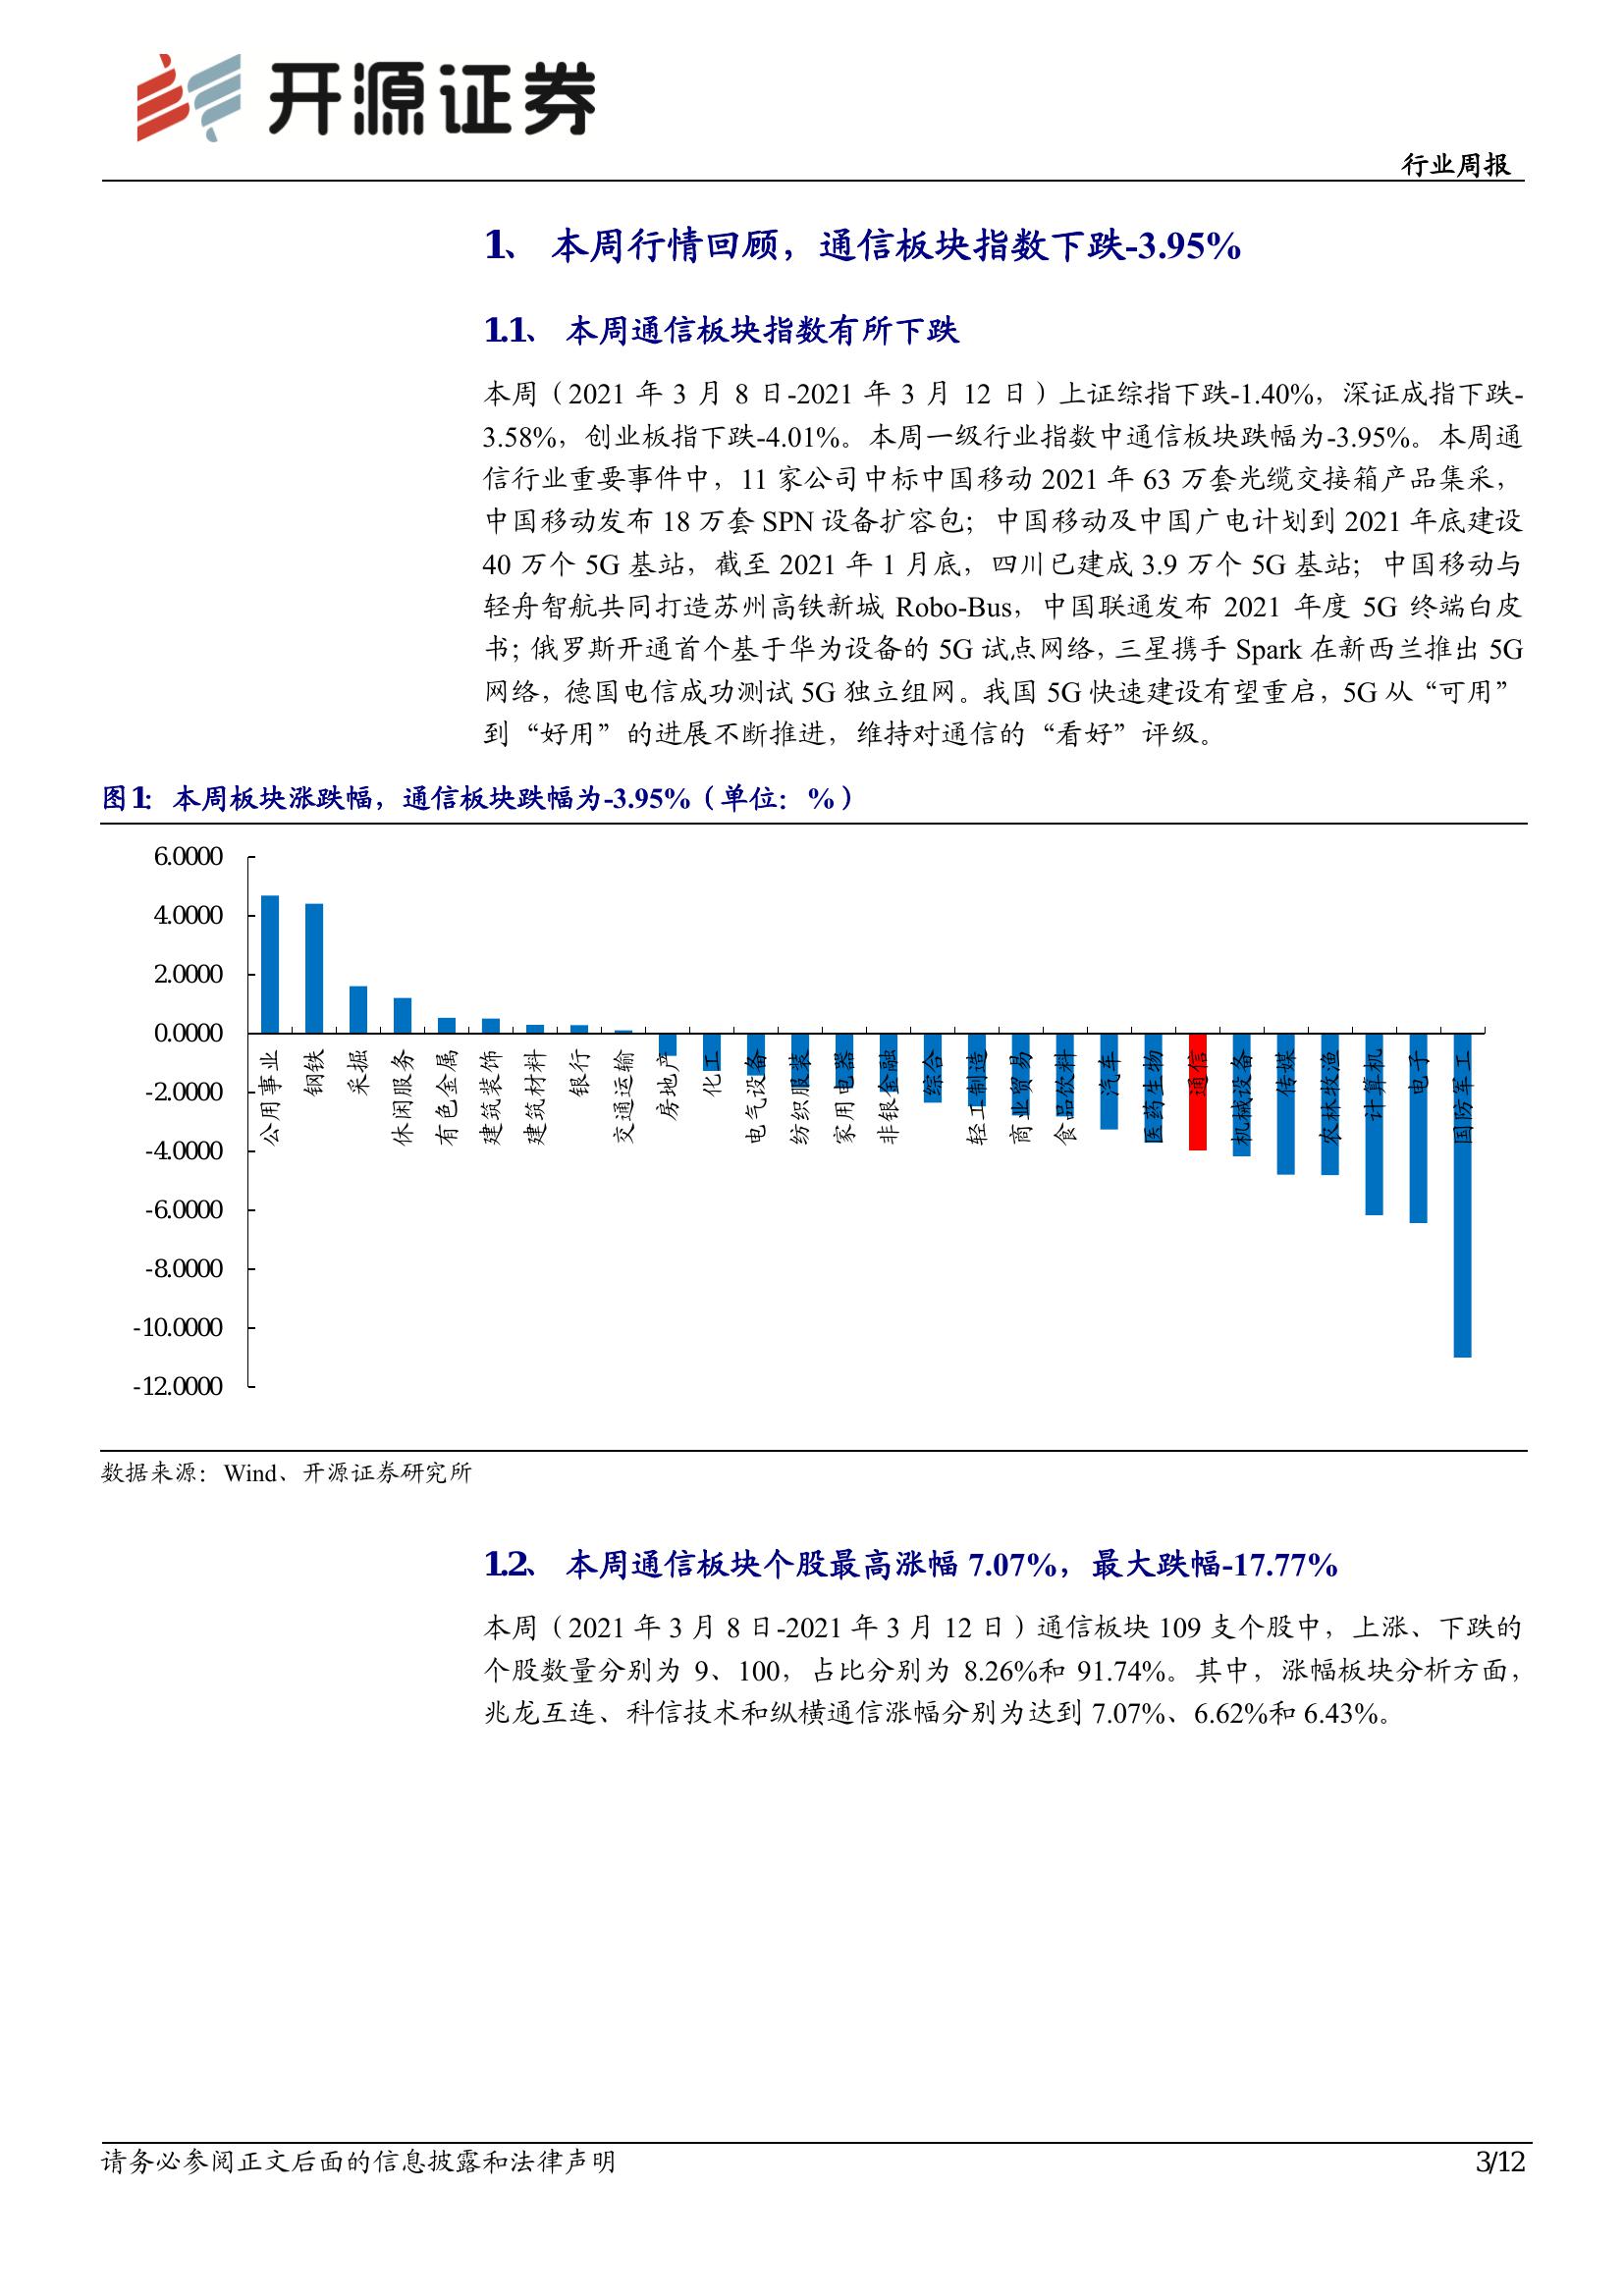 开源证券
行业周报
1、 本周行情回顾，通信板块指数下跌-3.95%
1.1、 本周通信板块指数有所下跌
本周（2021 年 3 月 8 日-2021 年 3 月 12 日）上证综指下跌-1.40%，深证成指下跌-
3.58%，创业板指下跌-4.01%。本周一级行业指数中通信板块跌幅为-3.95%。本周通
信行业重要事件中，11 家公司中标中国移动 2021 年 63 万套光缆交接箱产品集采，
中国移动发布 18 万套 SPN 设备扩容包；中国移动及中国广电计划到 2021 年底建设
40 万个 5G 基站，截至 2021 年 1 月底，四川已建成 3.9 万个 5G 基站；中国移动与
轻舟智航共同打造苏州高铁新城 Robo-Bus，中国联通发布 2021 年度 5G 终端白皮
书；俄罗斯开通首个基于华为设备的 5G 试点网络，三星携手 Spark 在新西兰推出 5G
网络，德国电信成功测试 5G 独立组网。我国 5G 快速建设有望重启，5G 从“可用”
到“好用”的进展不断推进，维持对通信的“看好”评级。
图1：本周板块涨跌幅，通信板块跌幅为-3.95%（单位：%）
6.0000
4.0000
2.0000
0.0000
-2.0000
-4.0000
-6.0000
-8.0000
-10.0000
-12.0000
公用事业
钢铁
采掘
休闲服务
有色金属
建筑装饰
建筑材料
银行
交通运输
房地产
化工
电气设备
纺织服装
家用电器
非银金融
综合
轻工制造
商业贸易
食品饮料
汽车
医药生物
通信
机械设备
传媒
农林牧渔
计算机
电子
国防军工
数据来源：Wind、开源证券研究所
1.2、 本周通信板块个股最高涨幅 7.07%，最大跌幅-17.77%
本周（2021 年 3 月 8 日-2021 年 3 月 12 日）通信板块 109 支个股中，上涨、下跌的
个股数量分别为 9、100，占比分别为 8.26%和 91.74%。其中，涨幅板块分析方面，
兆龙互连、科信技术和纵横通信涨幅分别为达到 7.07%、6.62%和 6.43%。
请务必参阅正文后面的信息披露和法律声明
3/12